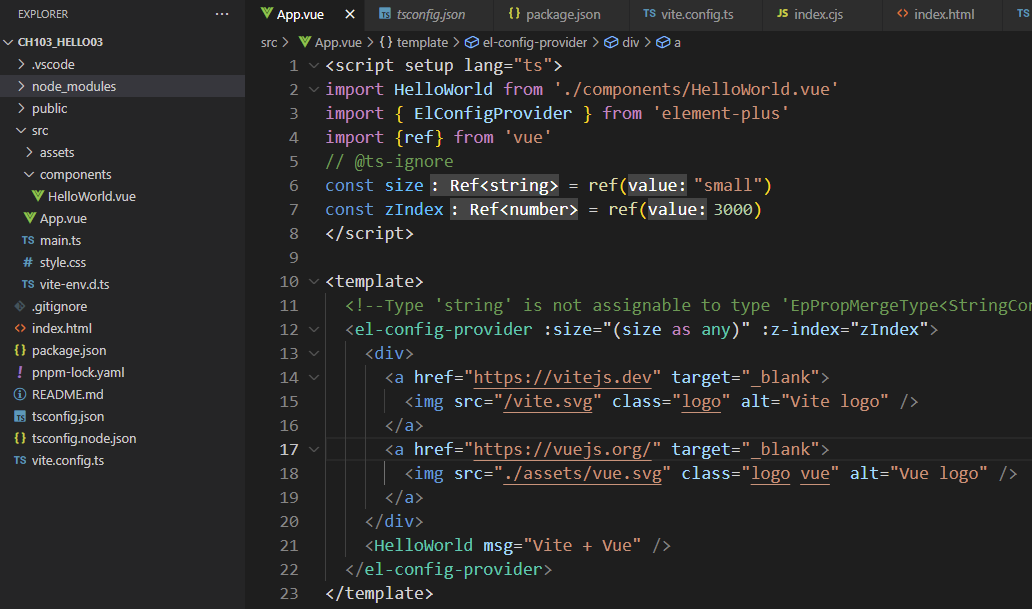 EXPLORER ...
CH103_HELLO03
.vscode
node_modules
public
src
assets
components
HelloWorld.vue
App.vue
TS main.ts
# style.css
TS vite-env.d.ts
.gitignore
<> index.html
{} package.json
! pnpm-lock.yaml
README.md
TS tsconfig.json
{} tsconfig.node.json
TS vite.config.ts
App.vue × TS tsconfig.json {} package.json TS vite.config.ts JS index.cjs <> index.html TS
src > App.vue > {} template > el-config-provider > div > a
1 <script setup lang="ts">
2 import HelloWorld from './components/HelloWorld.vue'
3 import { ElConfigProvider } from 'element-plus'
4 import {ref} from 'vue'
5 // @ts-ignore
6 const size : Ref<string> = ref(value: "small")
7 const zIndex : Ref<number> = ref(value: 3000)
8 </script>
9
10 <template>
11 <!--Type 'string' is not assignable to type 'EpPropMergeType<StringCo
12 <el-config-provider :size="(size as any)" :z-index="zIndex">
13 <div>
14 <a href="https://vitejs.dev" target="_blank">
15 <img src="/vite.svg" class="logo" alt="Vite logo" />
16 </a>
17 <a href="https://vuejs.org/" target="_blank">
18 <img src="./assets/vue.svg" class="logo vue" alt="Vue logo" />
19 </a>
20 </div>
21 <HelloWorld msg="Vite + Vue" />
22 </el-config-provider>
23 </template>